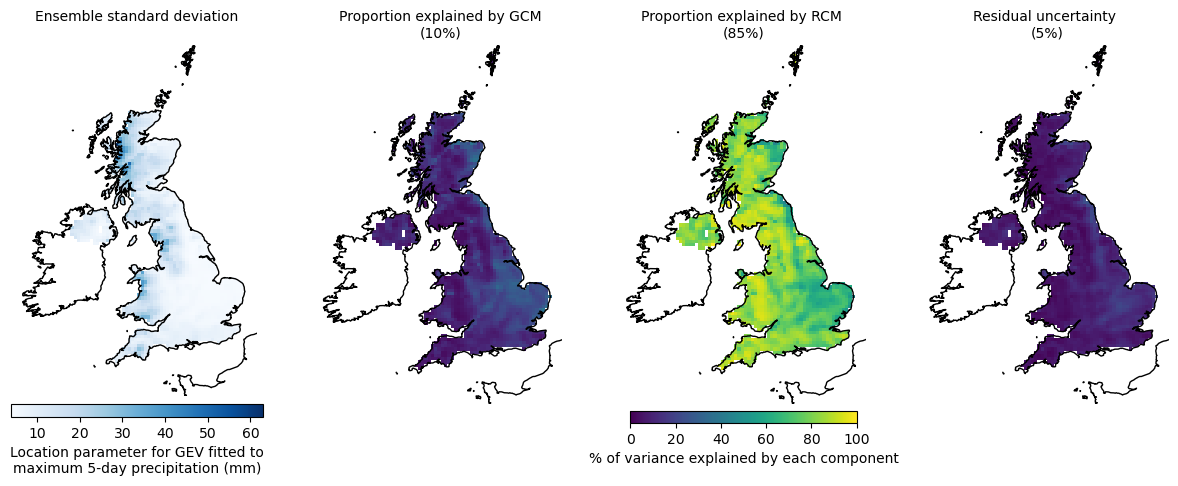 Ensemble standard deviation
Proportion explained by GCM
(10%)
Proportion explained by RCM
(85%)
Residual uncertainty
(5%)
10 20 30 40 50 60
Location parameter for GEV fitted to
maximum 5-day precipitation (mm)
0 20 40 60 80 100
% of variance explained by each component